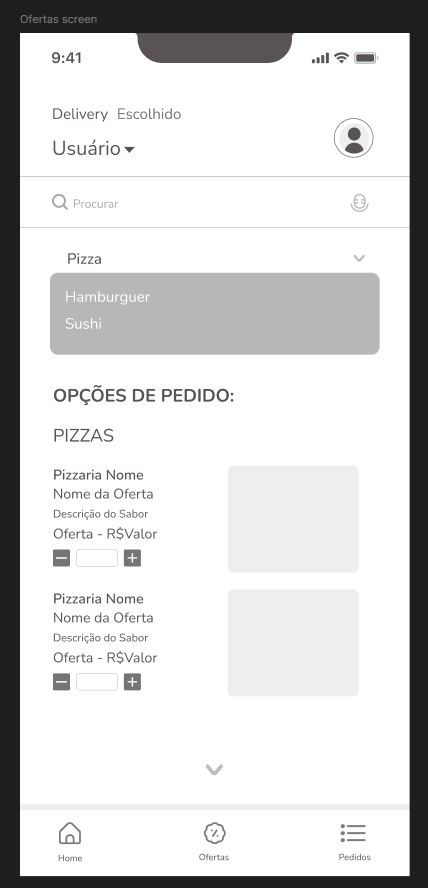 Ofertas screen
9:41
Delivery Escolhido
Usuário
Procurar
Pizza
Hamburguer
Sushi
OPÇÕES DE PEDIDO:
PIZZAS
Pizzaria Nome
Nome da Oferta
Descrição do Sabor
Oferta - R$Valor
Pizzaria Nome
Nome da Oferta
Descrição do Sabor
Oferta - R$Valor
Home Ofertas Pedidos